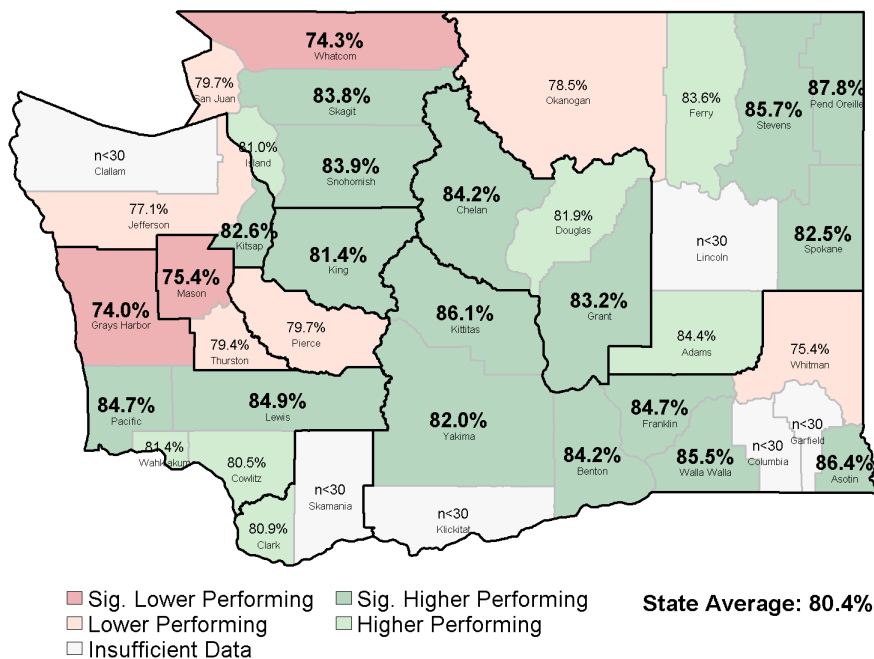 74.3%
Whatcom
79.7%
San Juan
78.5%
Okanogan
83.6%
Ferry
85.7%
Stevens
87.8%
Pend Oreille
83.8%
Skagit
n<30
Clallam
81.0%
Island
83.9%
Snohomish
84.2%
Chelan
77.1%
Jefferson
82.6%
Kitsap
81.9%
Douglas
n<30
Lincoln
82.5%
Spokane
81.4%
King
75.4%
Mason
74.0%
Grays Harbor
86.1%
Kittitas
83.2%
Grant
79.4%
Thurston
79.7%
Pierce
84.4%
Adams
75.4%
Whitman
84.7%
Pacific
84.9%
Lewis
82.0%
Yakima
84.7%
Franklin
n<30
Garfield
81.4%
Wahkiakum
80.5%
Cowlitz
84.2%
Benton
85.5%
Walla Walla
n<30
Columbia
86.4%
Asotin
n<30
Skamania
n<30
Klickitat
80.9%
Clark
Sig. Lower Performing
Sig. Higher Performing
State Average: 80.4%
Lower Performing
Higher Performing
Insufficient Data